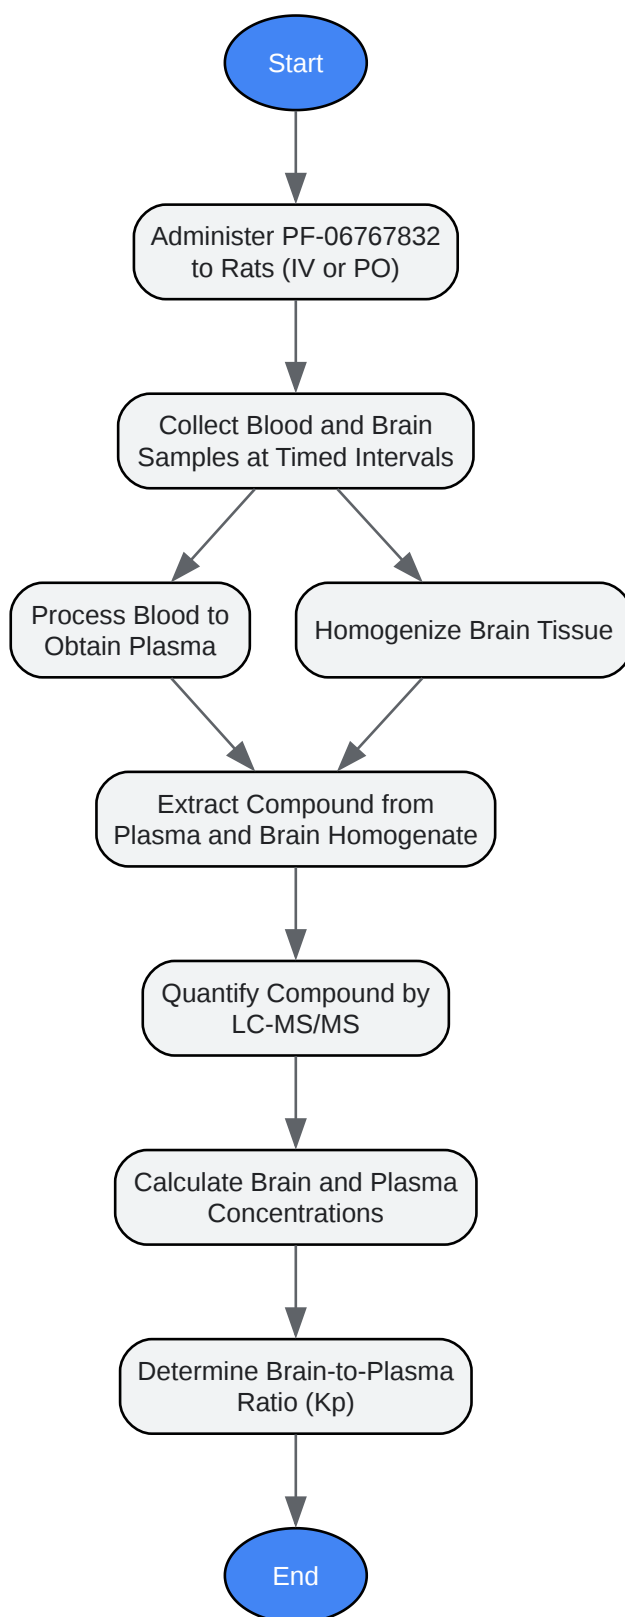 Start
Administer PF-06767832
to Rats (IV or PO)
Collect Blood and Brain
Samples at Timed Intervals
Process Blood to
Obtain Plasma
Homogenize Brain Tissue
Extract Compound from
Plasma and Brain Homogenate
Quantify Compound by
LC-MS/MS
Calculate Brain and Plasma
Concentrations
Determine Brain-to-Plasma
Ratio (Kp)
End